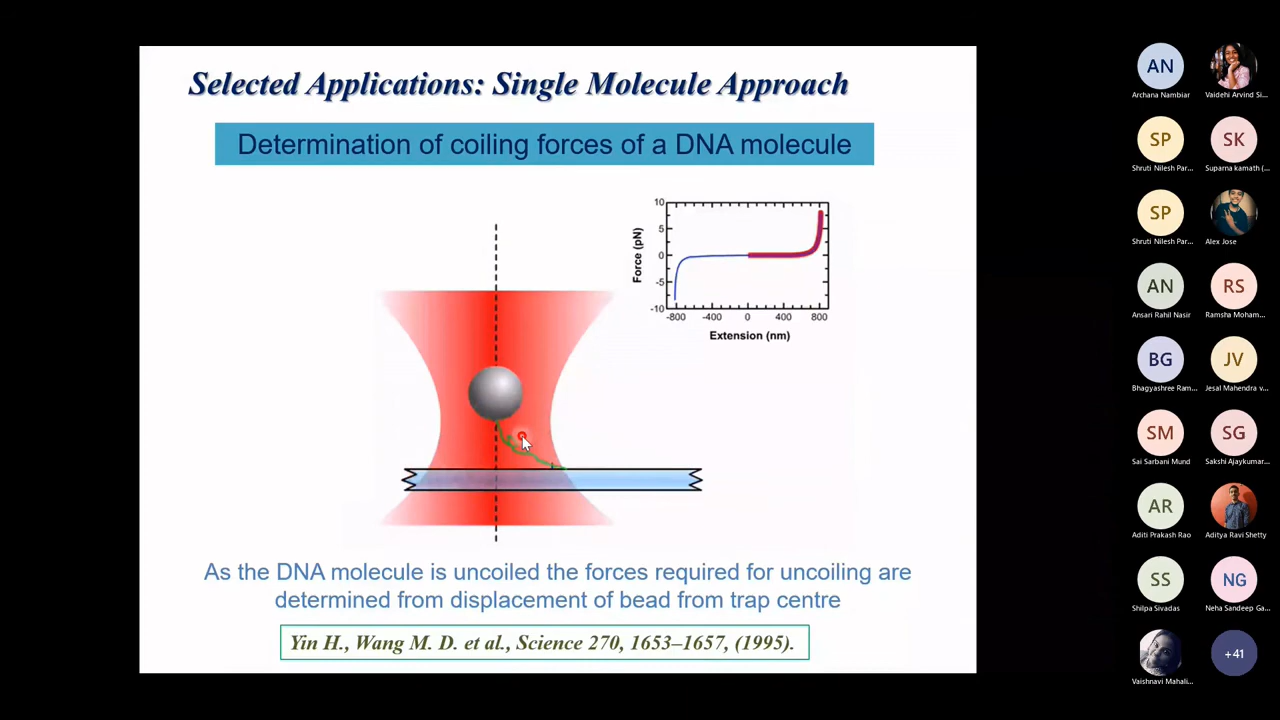 Selected Applications: Single Molecule Approach
Determination of coiling forces of a DNA molecule
10
5
0
-5
-10
Force (pN)
-800 -400 0 400 800
Extension (nm)
As the DNA molecule is uncoiled the forces required for uncoiling are
determined from displacement of bead from trap centre
Yin H., Wang M. D. et al., Science 270, 1653–1657, (1995).
AN
Archana Nambiar
Vaidehi Arvind Si...
SP
Shruti Nilesh Par...
SK
Suparna kamath (...
SP
Shruti Nilesh Par...
Alex Jose
AN
Ansari Rahil Nasir
RS
Ramsha Moham...
BG
Bhagyashree Ram...
JV
Jesal Mahendra v...
SM
Sai Sarbani Mund
SG
Sakshi Ajaykumar...
AR
Aditi Prakash Rao
Aditya Ravi Shetty
SS
Shilpa Sivadas
NG
Neha Sandeep Ga...
Vaishnavi Mahali...
+41